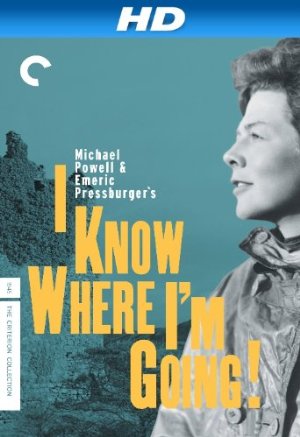 HD
Michael
Powell &
Emeric
Pressburger's
I
KNOW
WHERE I'M
GOING!
THE CRITERION COLLECTION